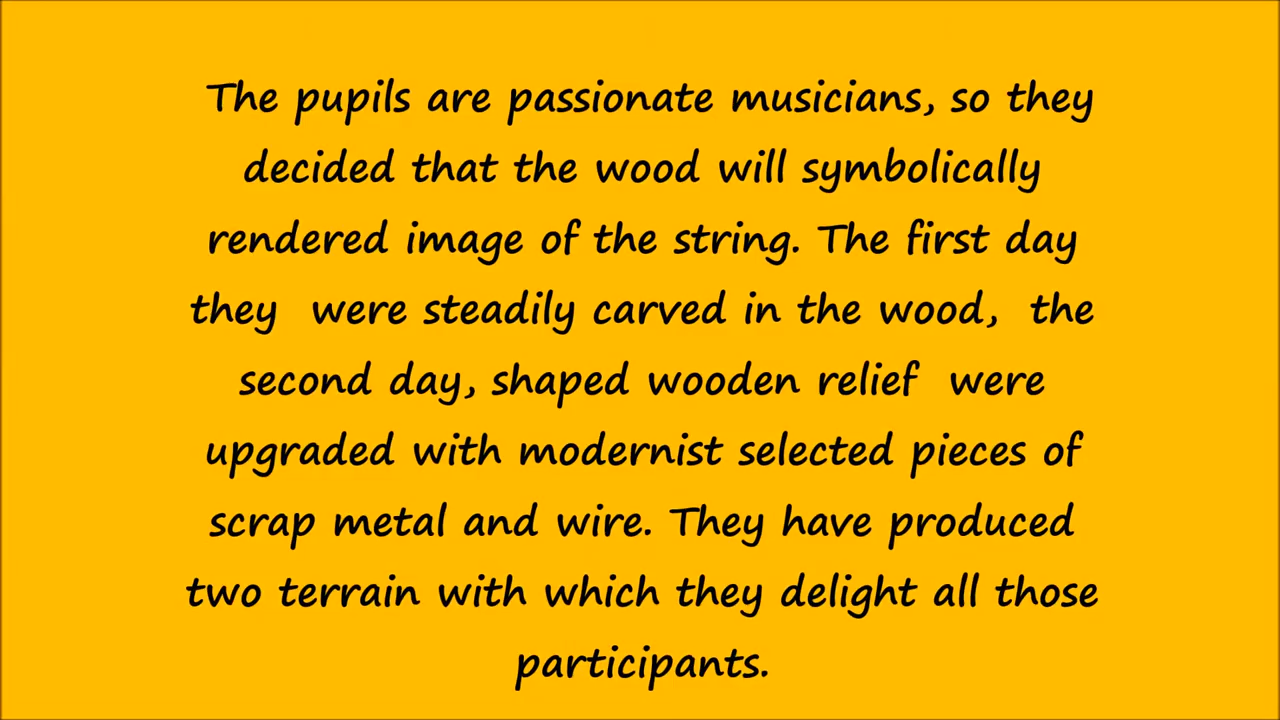 The pupils are passionate musicians, so they
decided that the wood will symbolically
rendered image of the string. The first day
they were steadily carved in the wood, the
second day, shaped wooden relief were
upgraded with modernist selected pieces of
scrap metal and wire. They have produced
two terrain with which they delight all those
participants.